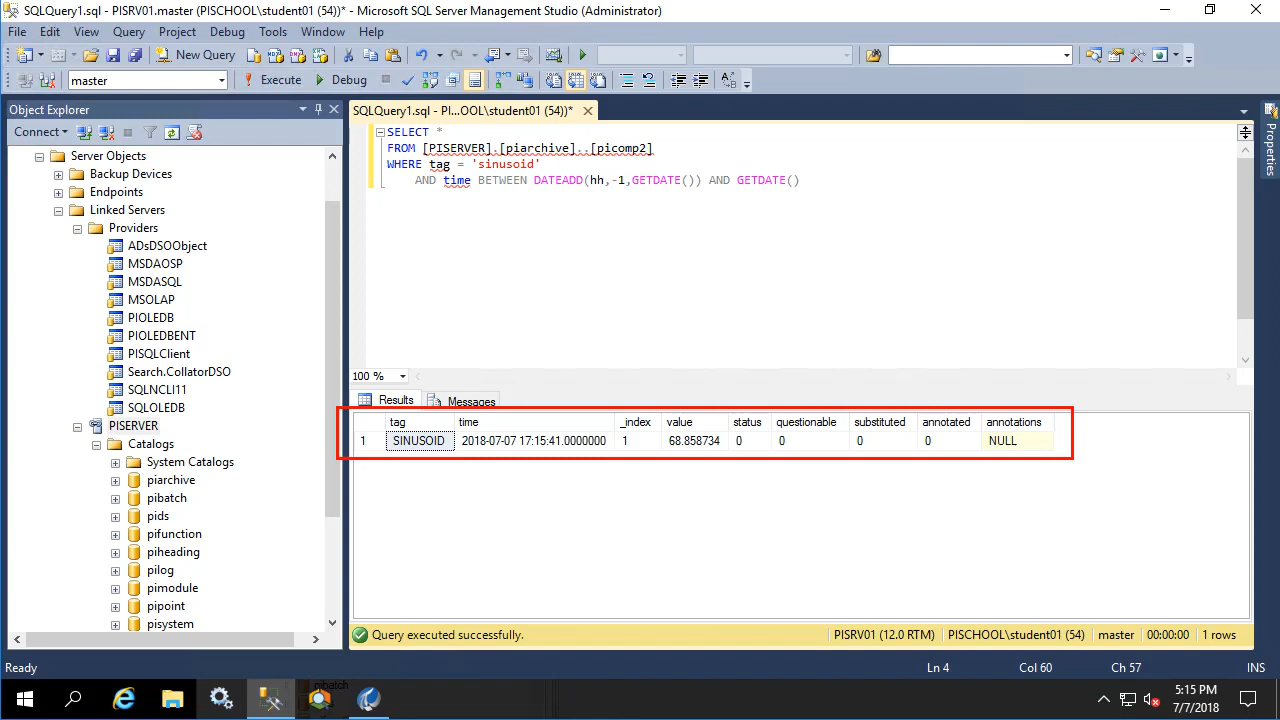 SQLQuery1.sql - PISRV01.master (PISCHOOL\student01 (54))* - Microsoft SQL Server Management Studio (Administrator)
File Edit View Query Project Debug Tools Window Help
New Query
master Execute Debug
Object Explorer
Connect
Server Objects
Backup Devices
Endpoints
Linked Servers
Providers
ADsDSOObject
MSDAOSP
MSDASQL
MSOLAP
PIOLEDB
PIOLEDBENT
PISQLClient
Search.CollatorDSO
SQLNCLI11
SQLOLEDB
PISERVER
Catalogs
System Catalogs
piarchive
pibatch
pids
pifunction
piheading
pilog
pimodule
pipoint
pisystem
SQLQuery1.sql - PI...OOL\student01 (54))*
SELECT *
FROM [PISERVER].[piarchive]..[picomp2]
WHERE tag = 'sinusoid'
AND time BETWEEN DATEADD(hh,-1,GETDATE()) AND GETDATE()
100 %
Results Messages
tag time _index value status questionable substituted annotated annotations
1 SINUSOID 2018-07-07 17:15:41.0000000 1 68.858734 0 0 0 0 NULL
Query executed successfully. PISRV01 (12.0 RTM) PISCHOOL\student01 (54) master 00:00:00 1 rows
Properties
Ready Ln 4 Col 60 Ch 57 INS
pibatch
5:15 PM
7/7/2018